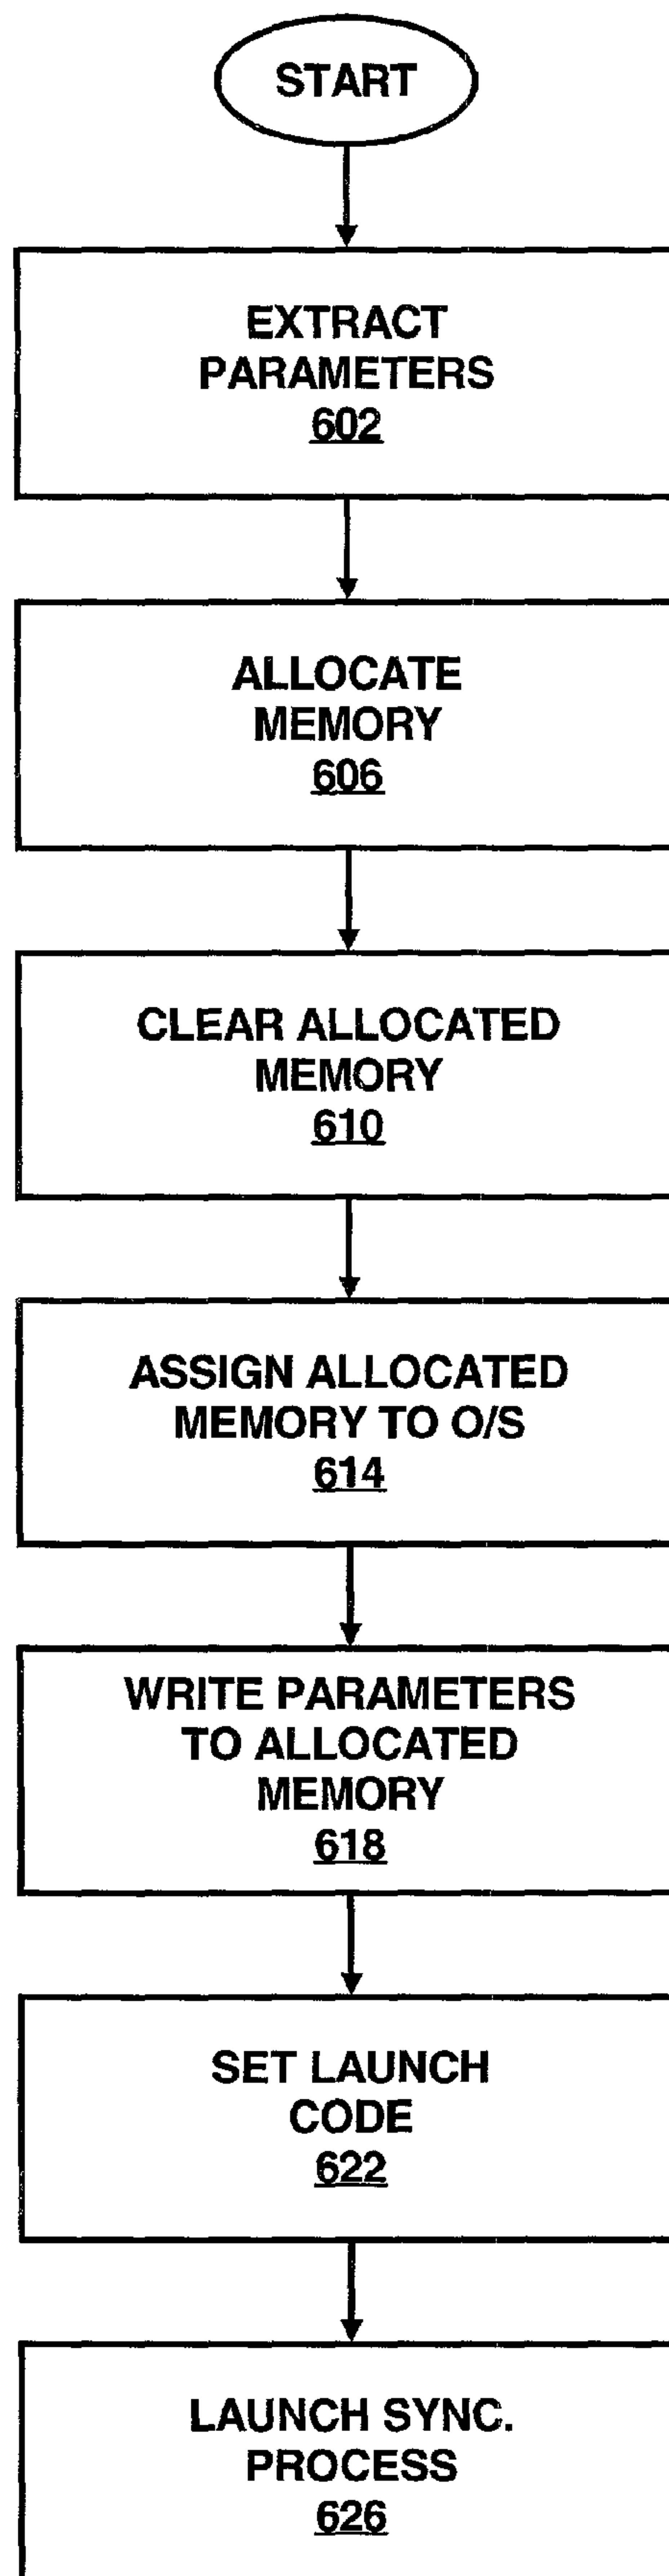 START
EXTRACT
PARAMETERS
602
ALLOCATE
MEMORY
606
CLEAR ALLOCATED
MEMORY
610
ASSIGN ALLOCATED
MEMORY TO O/S
614
WRITE PARAMETERS
TO ALLOCATED
MEMORY
618
SET LAUNCH
CODE
622
LAUNCH SYNC.
PROCESS
626